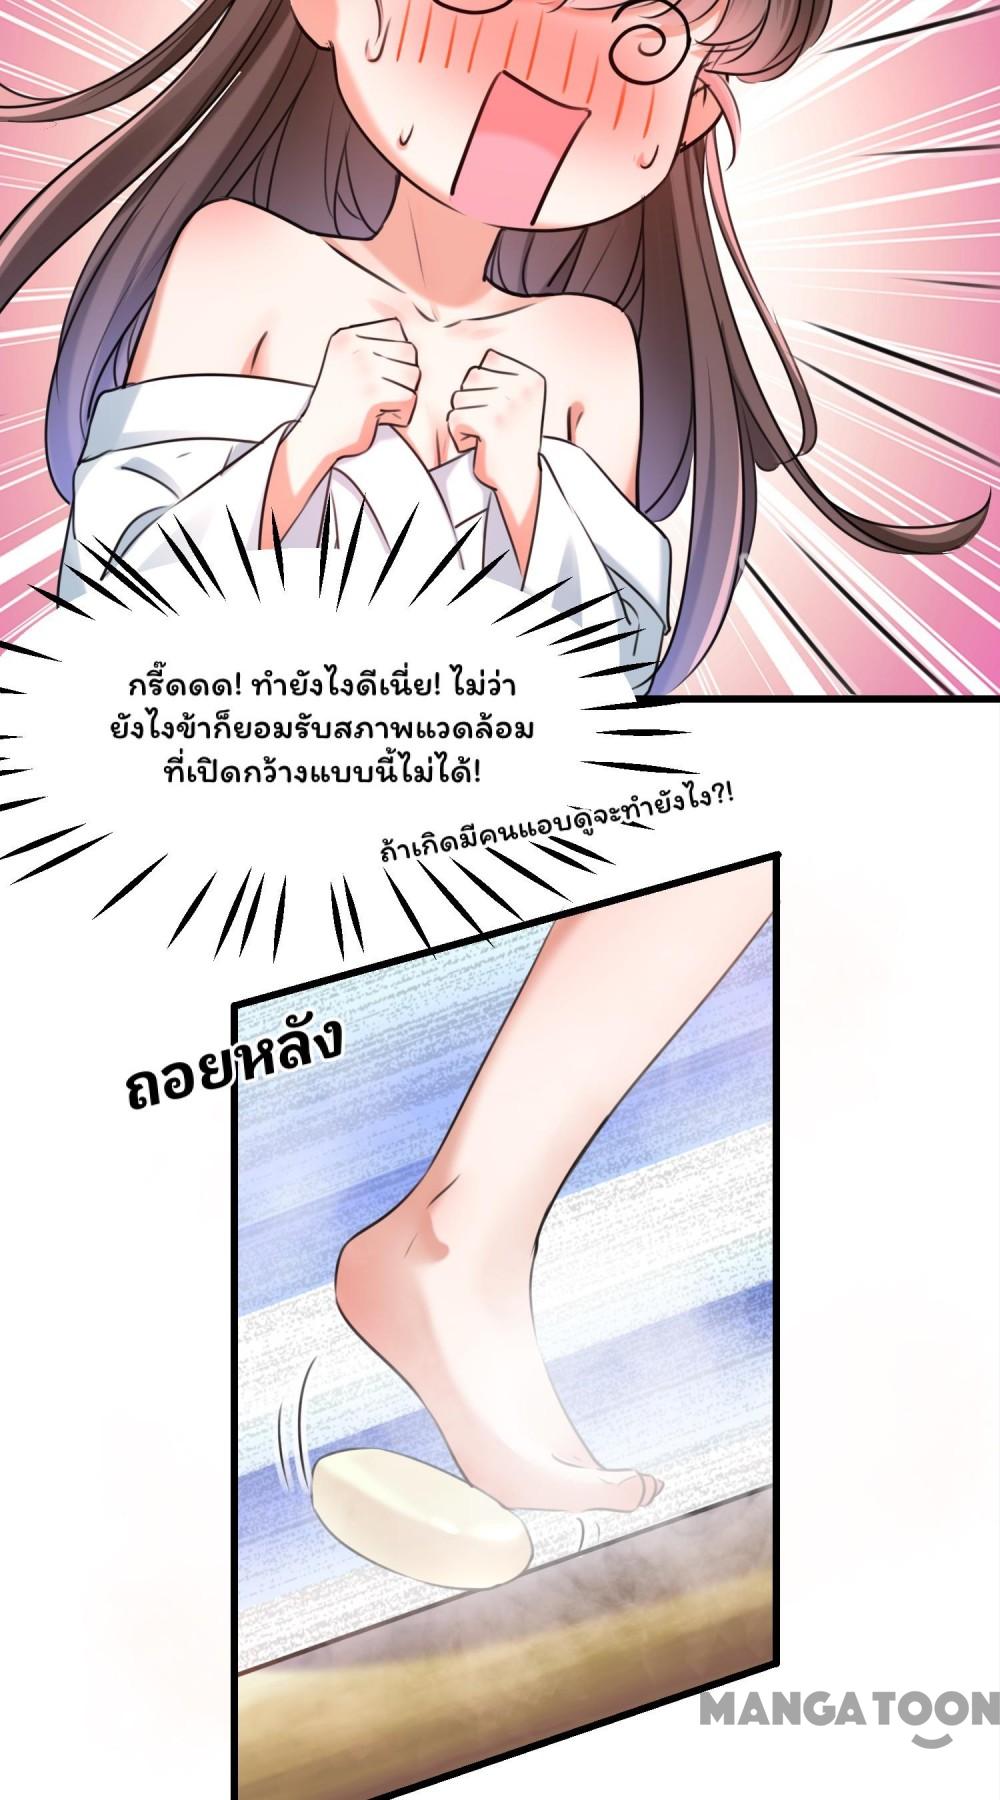 กรี๊ดดด! ทำยังไงดีเนี่ย! ไม่ว่า
ยังไงข้าก็ยอมรับสภาพแวดล้อม
ที่เปิดกว้างแบบนี้ไม่ได้!
ถ้าเกิดมีคนแอบดูจะทำยังไง?!
ถอยหลัง
MANGATOON